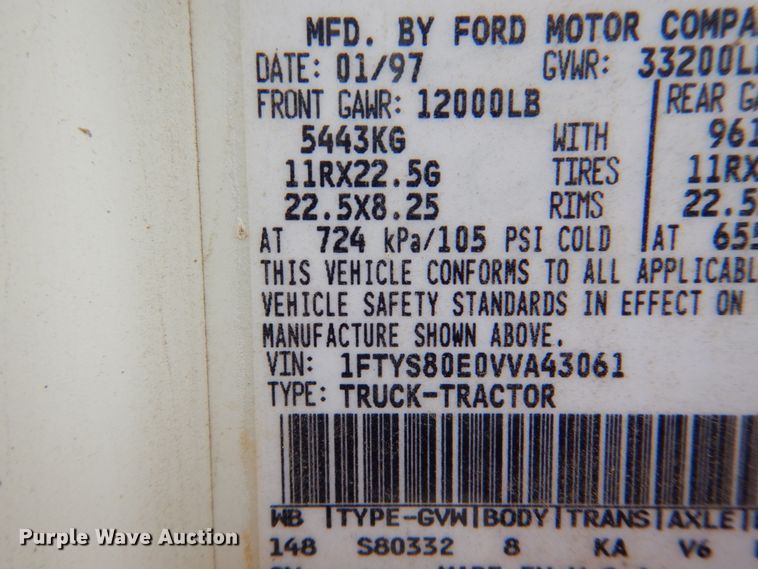 MFD. BY FORD MOTOR COMPA
DATE: 01/97 GVWR: 33200L
FRONT GAWR: 12000LB REAR GA
5443KG WITH 961
11RX22.5G TIRES 11RX
22.5X8.25 RIMS 22.5
AT 724 kPa/105 PSI COLD AT 655
THIS VEHICLE CONFORMS TO ALL APPLICABL
VEHICLE SAFETY STANDARDS IN EFFECT ON
MANUFACTURE SHOWN ABOVE.
VIN: 1FTYS80E0VVA43061
TYPE: TRUCK-TRACTOR
WB TYPE-GVW BODY TRANS AXLE
148 S80332 8 KA V6
Purple Wave Auction